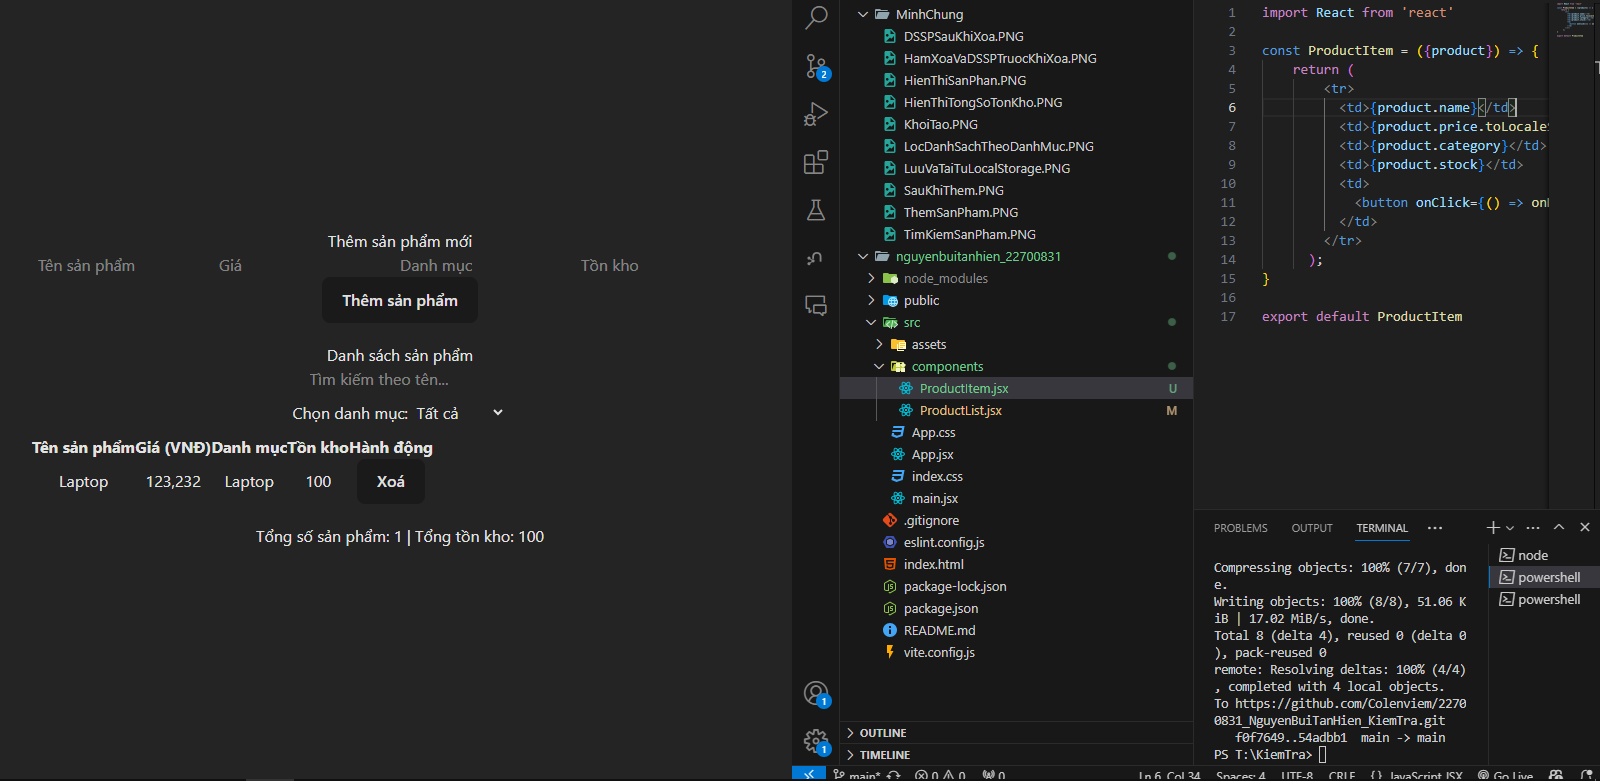 Thêm sản phẩm mới
Tên sản phẩm Giá Danh mục Tồn kho
Thêm sản phẩm
Danh sách sản phẩm
Tìm kiếm theo tên...
Chọn danh mục: Tất cả
Tên sản phẩm Giá (VNĐ) Danh mục Tồn kho Hành động
Laptop 123,232 Laptop 100 Xoá
Tổng số sản phẩm: 1 | Tổng tồn kho: 100
2
1
1
MinhChung
DSSPSauKhiXoa.PNG
HamXoaVaDSSPTruocKhiXoa.PNG
HienThiSanPhan.PNG
HienThiTongSoTonKho.PNG
KhoiTao.PNG
LocDanhSachTheoDanhMuc.PNG
LuuVaTaiTuLocalStorage.PNG
SauKhiThem.PNG
ThemSanPham.PNG
TimKiemSanPham.PNG
nguyenbuitanhien_22700831
node_modules
public
src
assets
components
ProductItem.jsx U
ProductList.jsx M
App.css
App.jsx
index.css
main.jsx
.gitignore
eslint.config.js
index.html
package-lock.json
package.json
README.md
vite.config.js
OUTLINE
TIMELINE
1 import React from 'react'
2
3 const ProductItem = ({product}) => {
4 return (
5 <tr>
6 <td>{product.name}</td>
7 <td>{product.price.toLocale
8 <td>{product.category}</td>
9 <td>{product.stock}</td>
10 <td>
11 <button onClick={() => on
12 </td>
13 </tr>
14 );
15 }
16
17 export default ProductItem
PROBLEMS OUTPUT TERMINAL ...
Compressing objects: 100% (7/7), don
e.
Writing objects: 100% (8/8), 51.06 K
iB | 17.02 MiB/s, done.
Total 8 (delta 4), reused 0 (delta 0
), pack-reused 0
remote: Resolving deltas: 100% (4/4)
, completed with 4 local objects.
To https://github.com/Colenviem/2270
0831_NguyenBuiTanHien_KiemTra.git
f0f7649..54adbb1 main -> main
PS T:\KiemTra>
node
powershell
powershell
main* 0 0 0 Ln 6, Col 34 Spaces: 4 UTF-8 CRLF {} JavaScript JSX Go Live